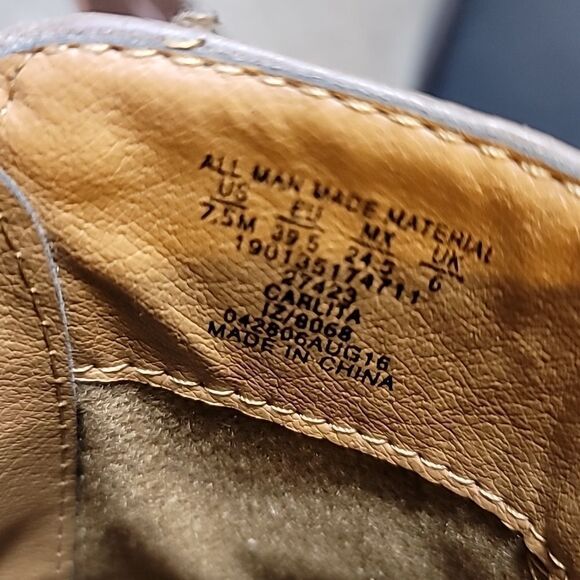 ALL MAN MADE MATERIAL
US EU MX UK
7.5M 39.5 24.5 6
190135174711
27423
CARLITA
IZ/8068
042806AUG16
MADE IN CHINA